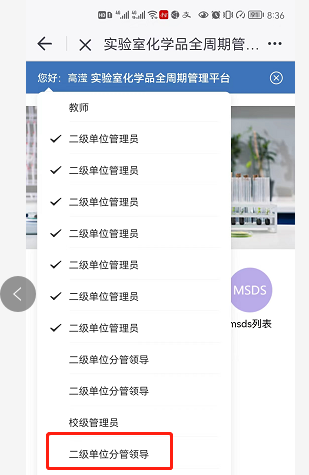 8:36
实验室化学品全周期管...
您好：高滢 实验室化学品全周期管理平台
教师
二级单位管理员
二级单位管理员
二级单位管理员
二级单位管理员
二级单位管理员
二级单位管理员
二级单位管理员
二级单位分管领导
二级单位分管领导
校级管理员
二级单位分管领导
MSDS
msds列表